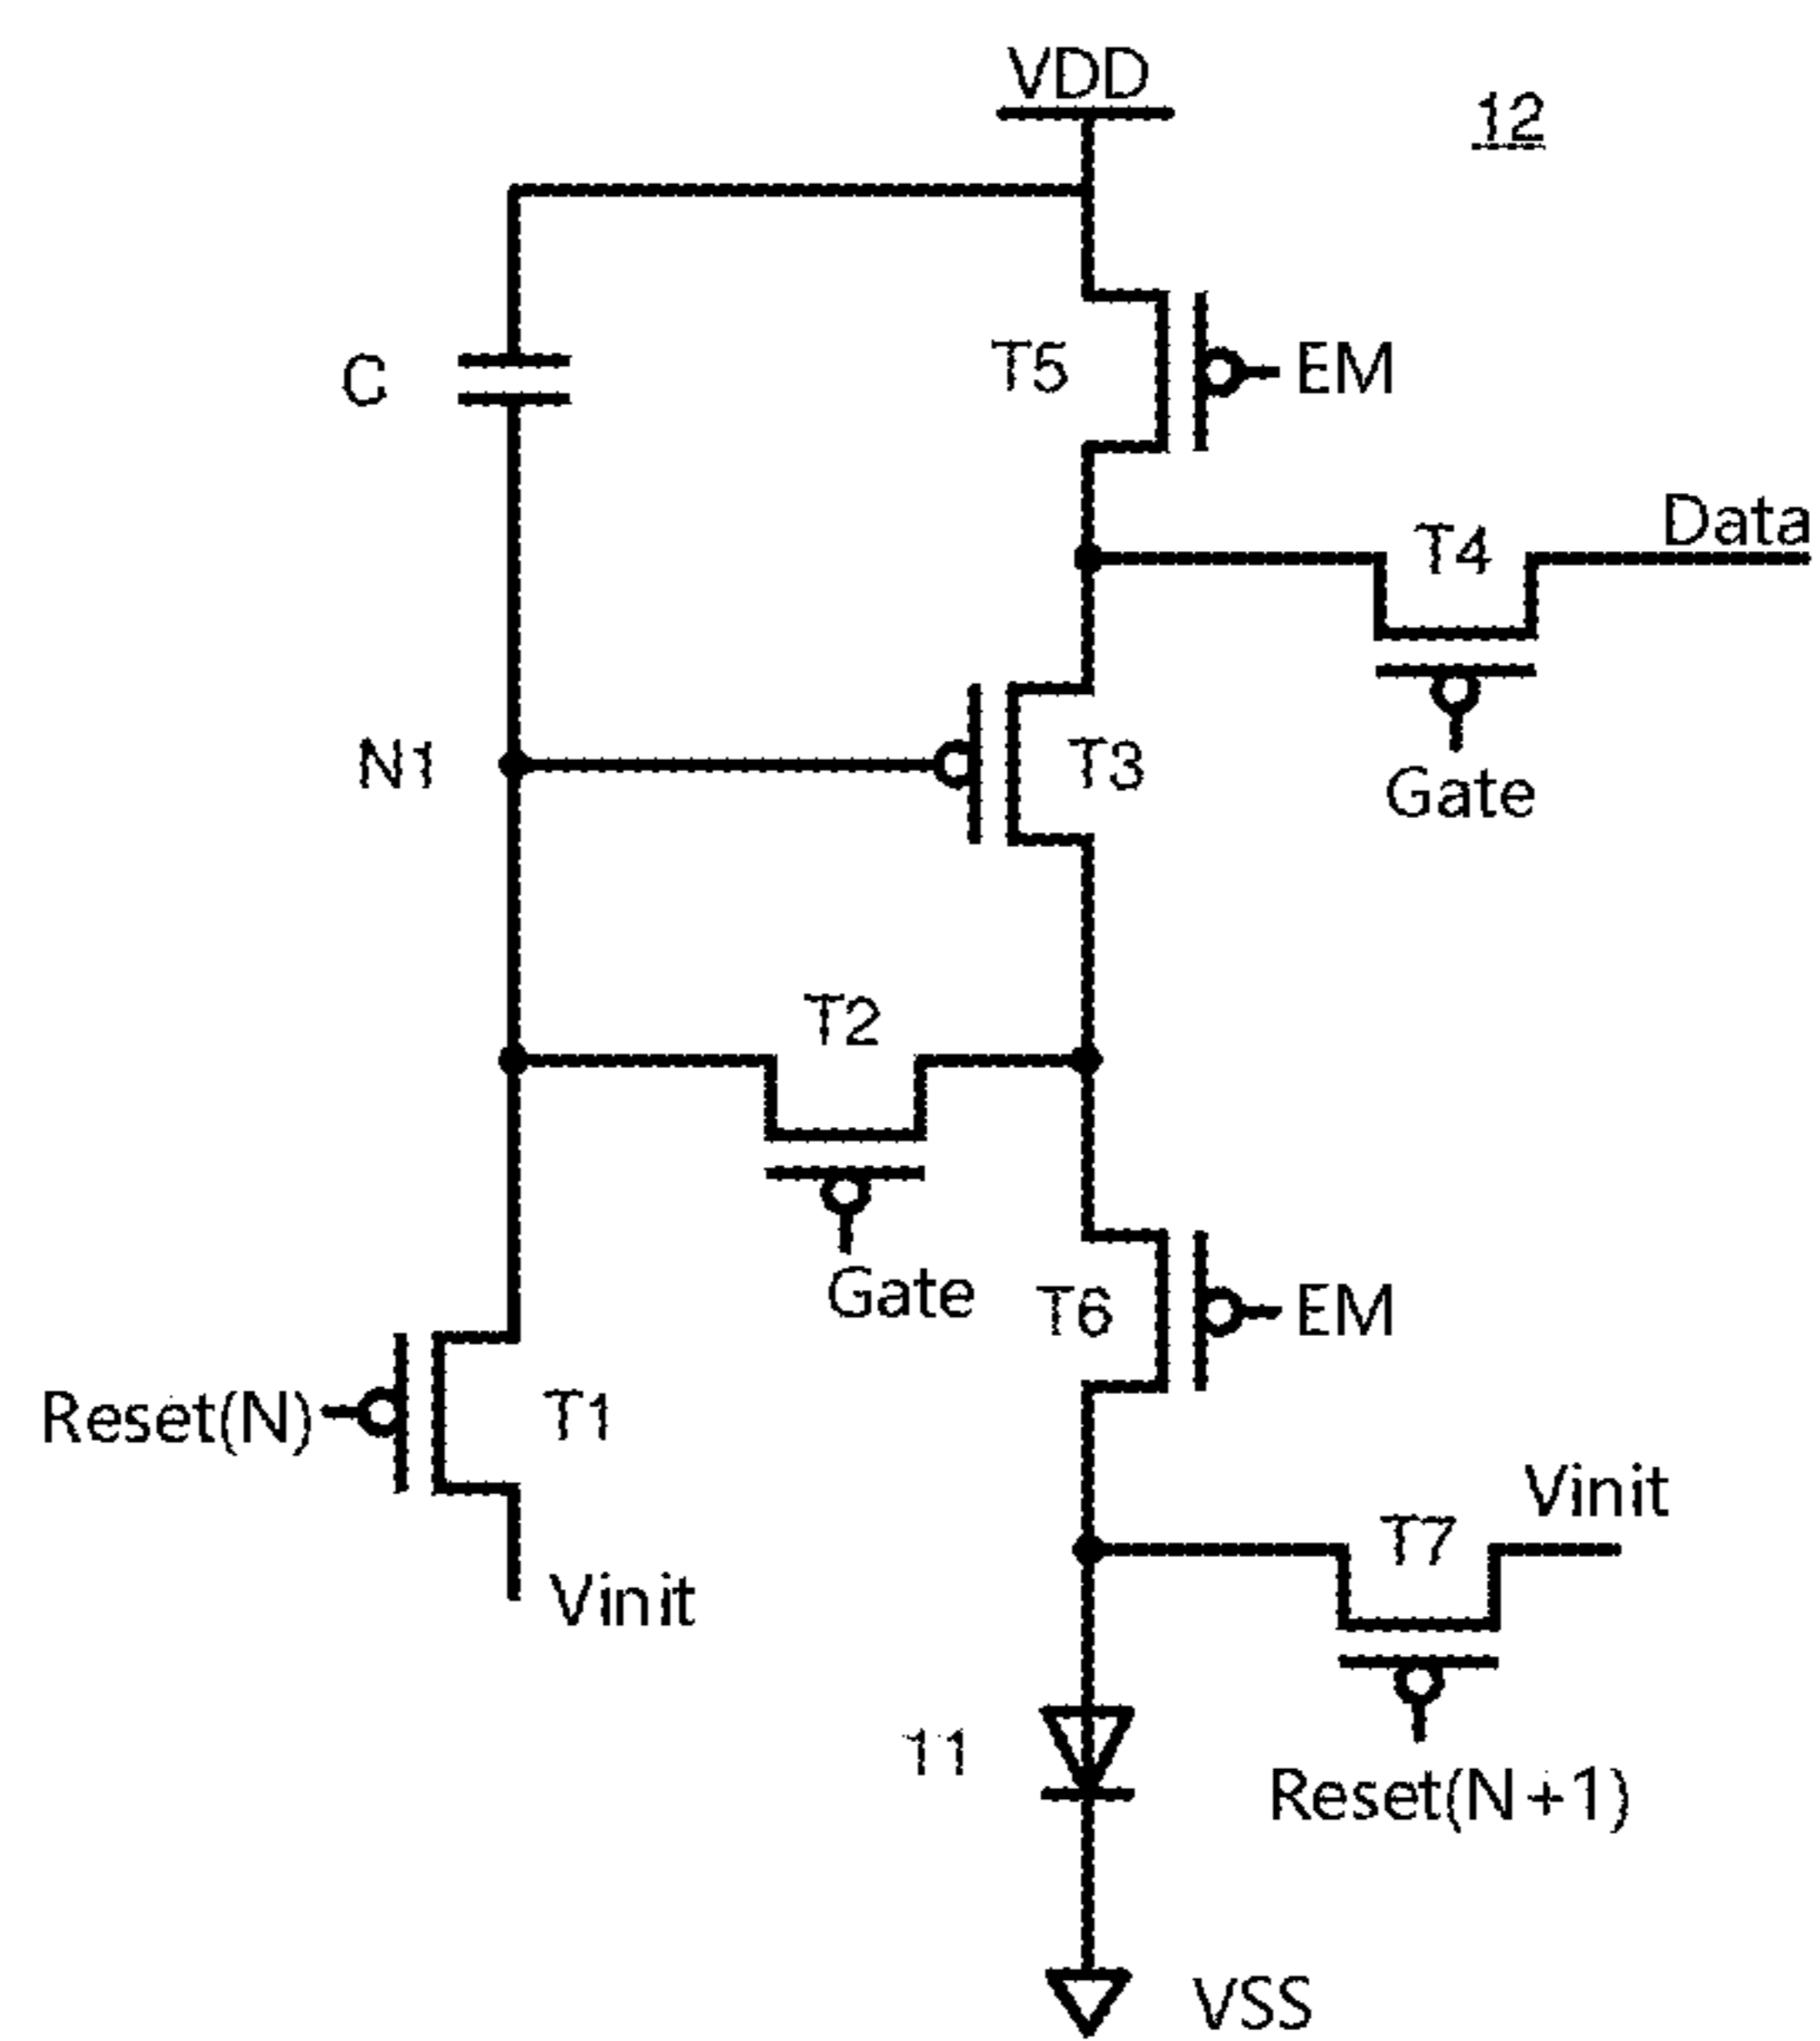 VDD
12
T5
EM
C
Data
T4
N1
T3
Gate
T2
Gate
T6
EM
Reset(N)
T1
Vinit
T7
Vinit
11
Reset(N+1)
VSS